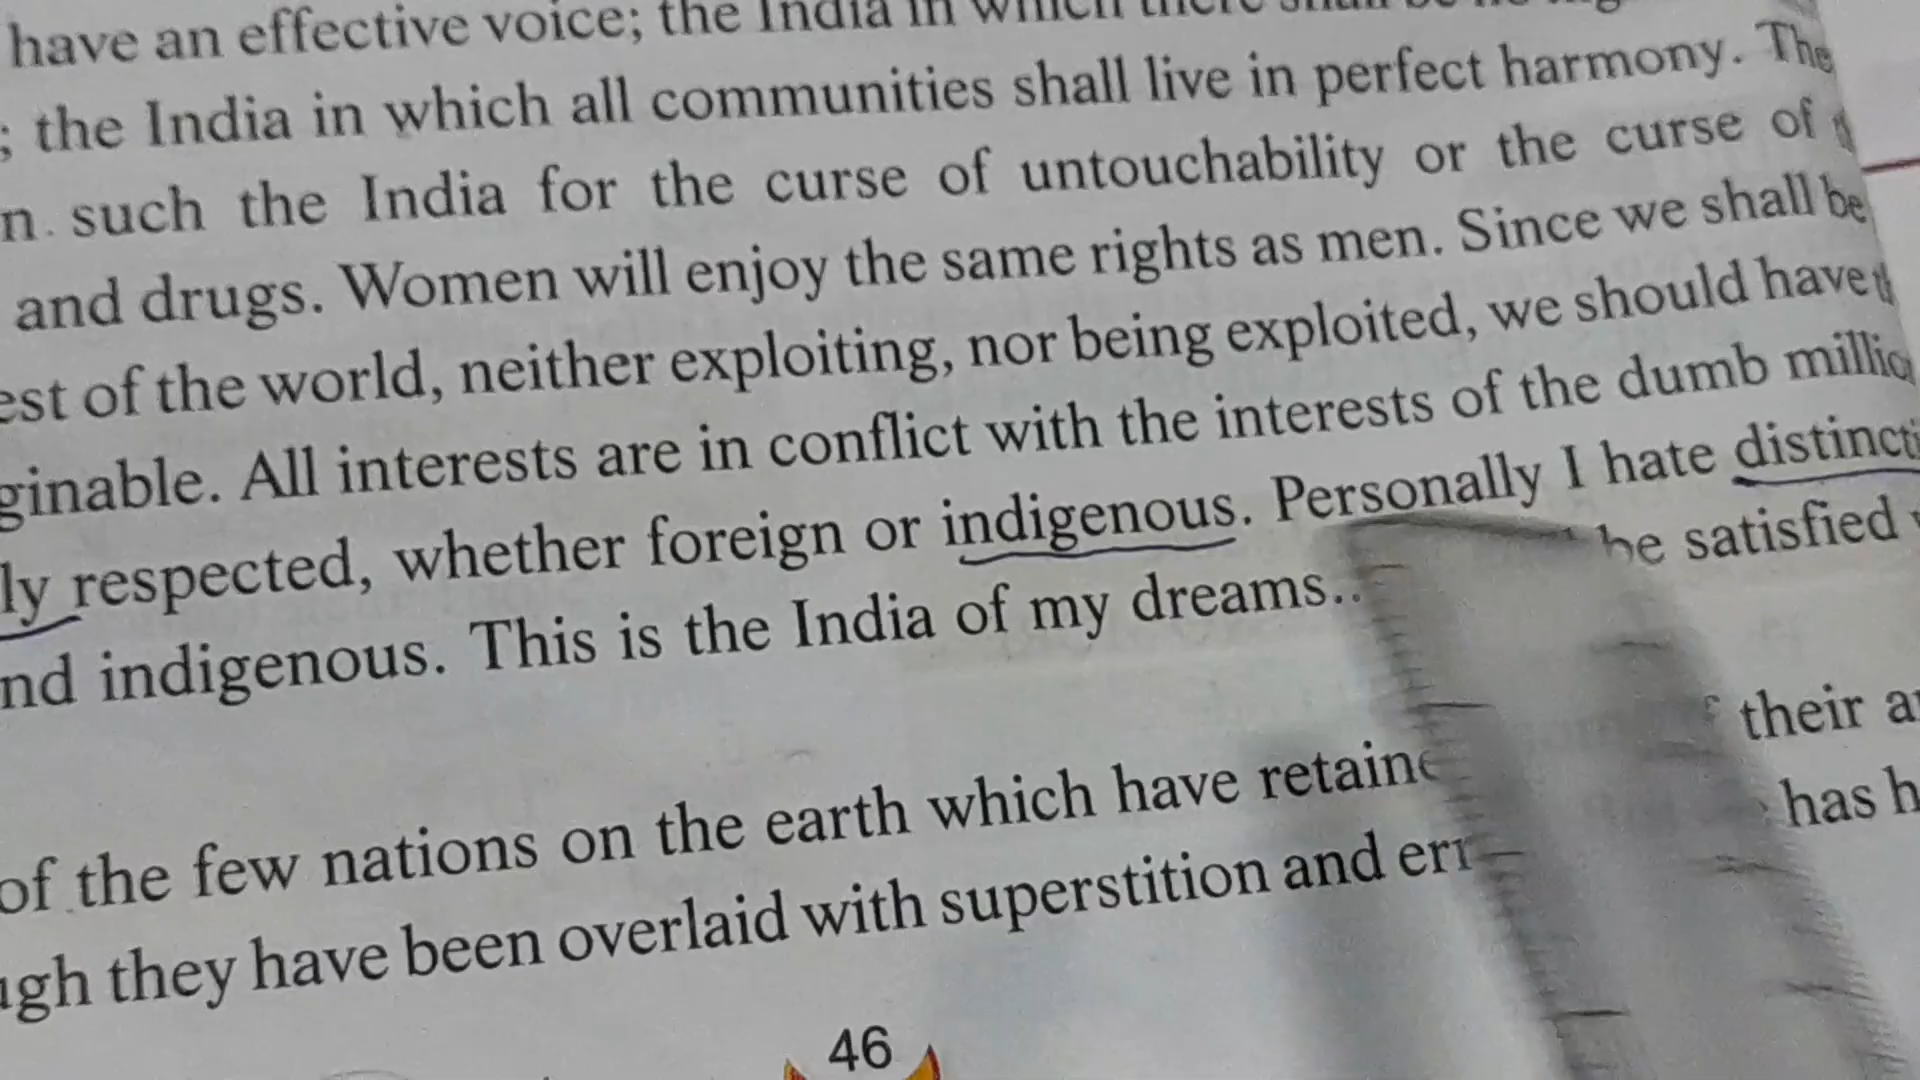 have an effective voice; the India in which there shall be no
; the India in which all communities shall live in perfect harmony. The
n such the India for the curse of untouchability or the curse of
and drugs. Women will enjoy the same rights as men. Since we shall be
est of the world, neither exploiting, nor being exploited, we should have
ginable. All interests are in conflict with the interests of the dumb millio
ly respected, whether foreign or indigenous. Personally I hate distincti
nd indigenous. This is the India of my dreams.. be satisfied
of the few nations on the earth which have retaine their a
ugh they have been overlaid with superstition and err has h
46